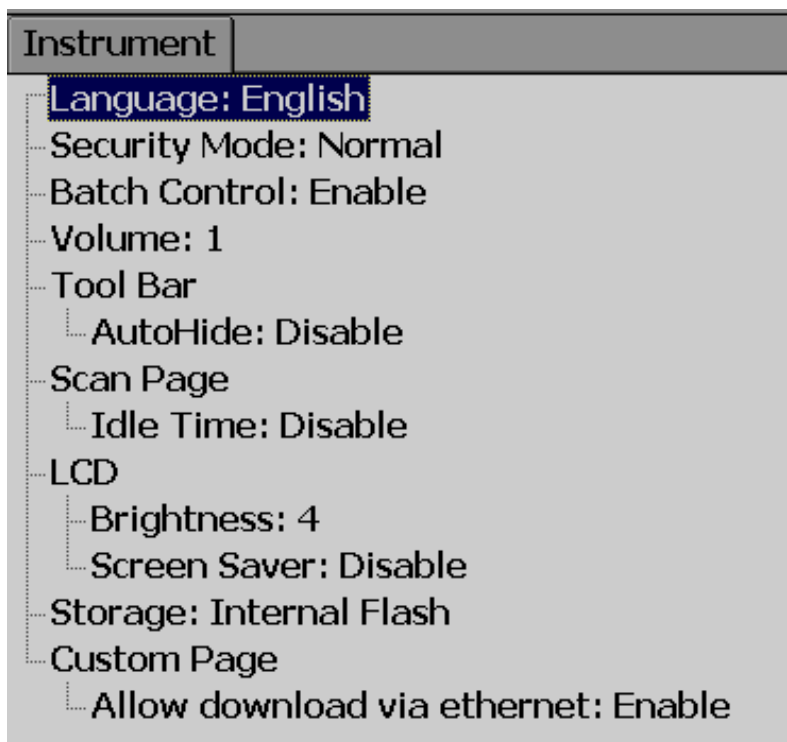 Instrument
Language: English
Security Mode: Normal
Batch Control: Enable
Volume: 1
Tool Bar
AutoHide: Disable
Scan Page
Idle Time: Disable
LCD
Brightness: 4
Screen Saver: Disable
Storage: Internal Flash
Custom Page
Allow download via ethernet: Enable